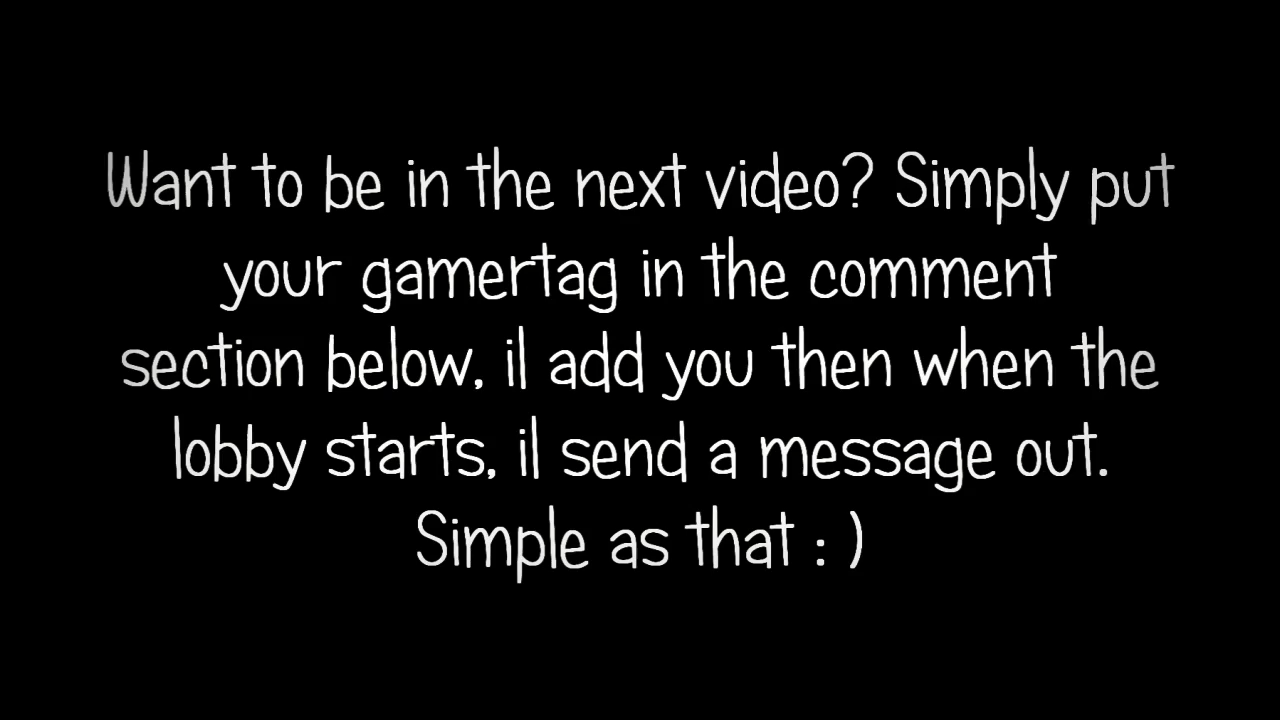 Want to be in the next video? Simply put
your gamertag in the comment
section below, il add you then when the
lobby starts, il send a message out.
Simple as that : )